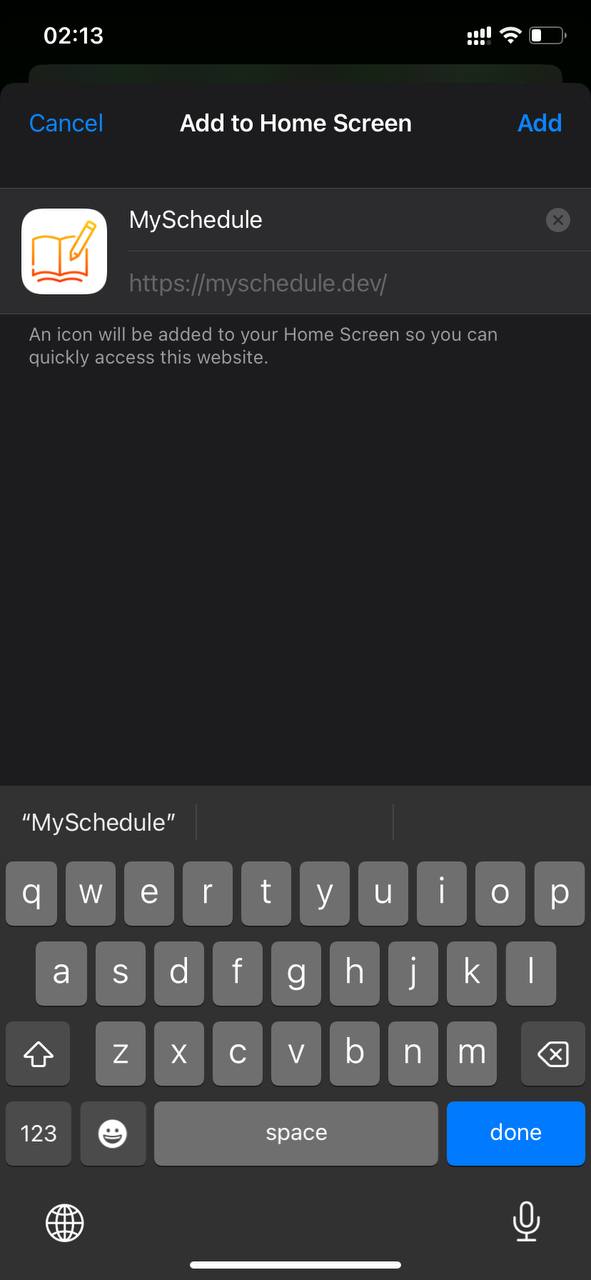 02:13
Cancel Add to Home Screen Add
MySchedule
https://myschedule.dev/
An icon will be added to your Home Screen so you can
quickly access this website.
“MySchedule”
q w e r t y u i o p
a s d f g h j k l
z x c v b n m
123 space done